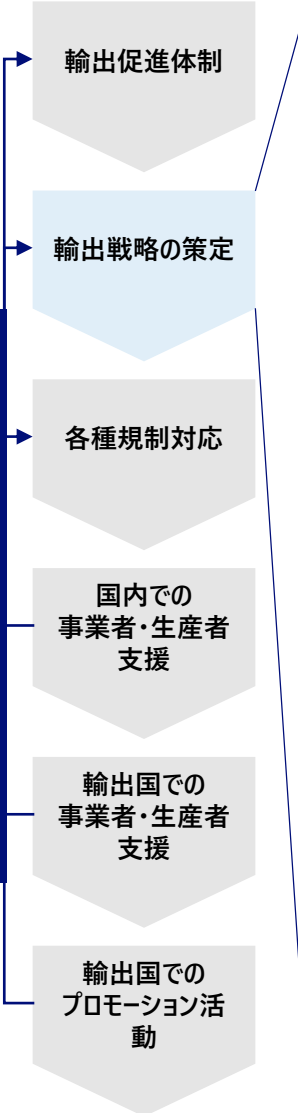 輸出促進体制
輸出戦略の策定
各種規制対応
国内での
事業者・生産者
支援
輸出国での
事業者・生産者
支援
輸出国での
プロモーション活
動